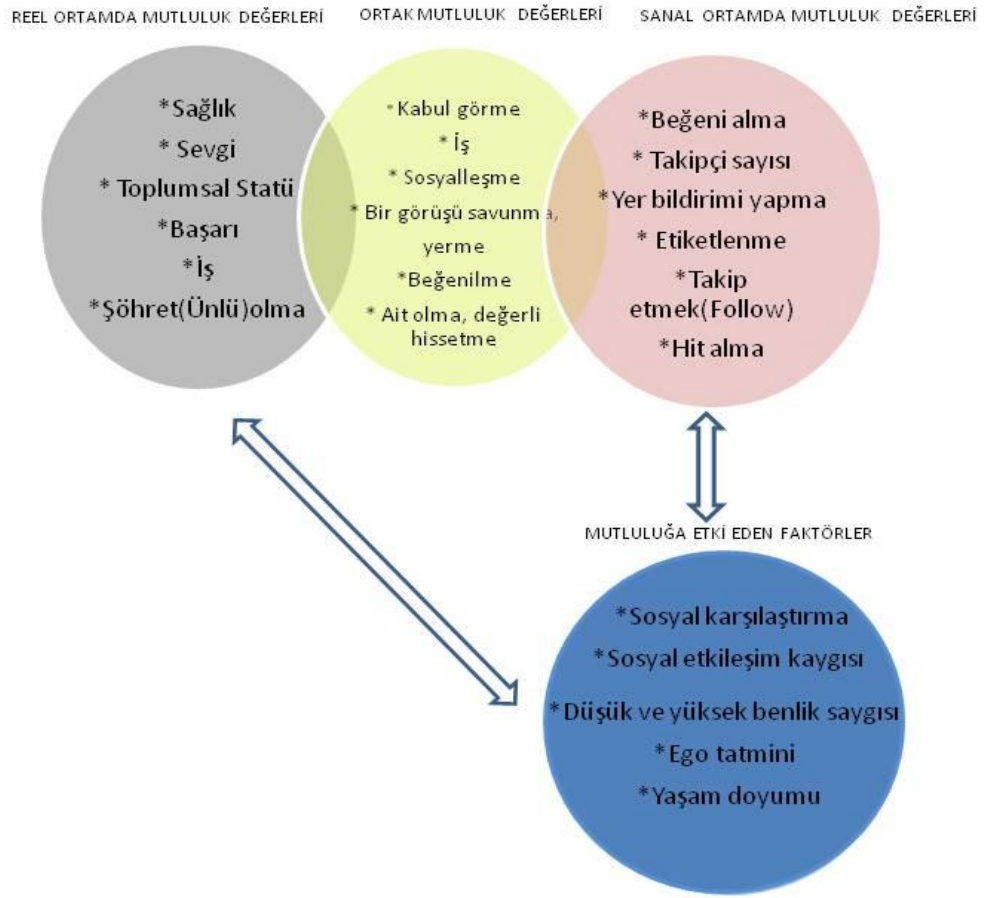 REEL ORTAMDA MUTLULUK DEĞERLERİ
ORTAK MUTLULUK DEĞERLERİ
SANAL ORTAMDA MUTLULUK DEĞERLERİ
*Sağlık
* Sevgi
* Toplumsal Statü
*Başarı
*İş
*Şöhret(Ünlü)olma
*Kabul görme
* İş
* Sosyalleşme
* Bir görüşü savunma,
yerme
*Beğenilme
* Ait olma, değerli
hissetme
*Beğeni alma
* Takipçi sayısı
*Yer bildirimi yapma
* Etiketlenme
*Takip
etmek(Follow)
*Hit alma
MUTLULUĞA ETKİ EDEN FAKTÖRLER
*Sosyal karşılaştırma
*Sosyal etkileşim kaygısı
*Düşük ve yüksek benlik saygısı
*Ego tatmini
*Yaşam doyumu